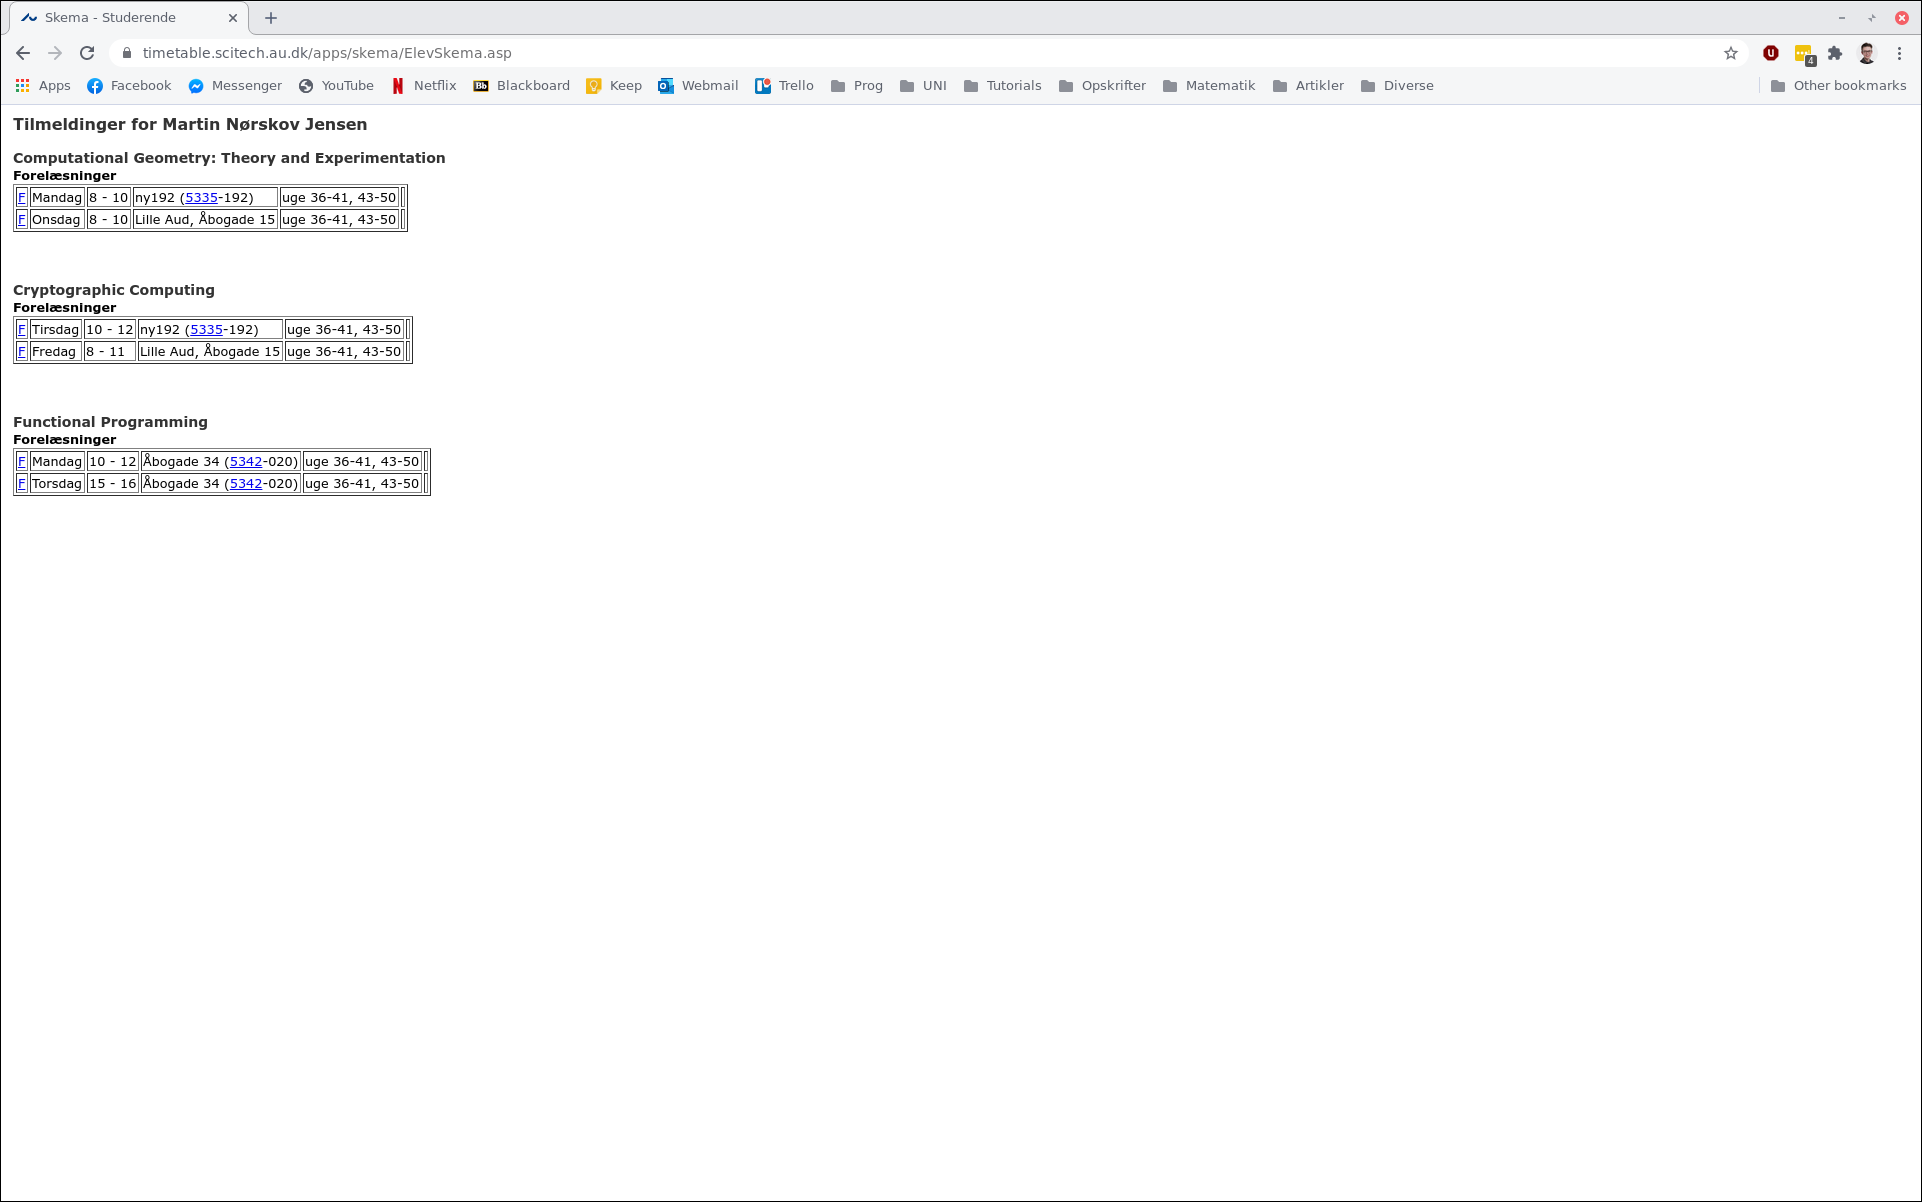 Skema - Studerende
timetable.scitech.au.dk/apps/skema/ElevSkema.asp
4
Apps Facebook Messenger YouTube Netflix Bb Blackboard Keep Webmail Trello Prog UNI Tutorials Opskrifter Matematik Artikler Diverse Other bookmarks
Tilmeldinger for Martin Nørskov Jensen
Computational Geometry: Theory and Experimentation
Forelæsninger
F Mandag 8 - 10 ny192 (5335-192) uge 36-41, 43-50
F Onsdag 8 - 10 Lille Aud, Åbogade 15 uge 36-41, 43-50
Cryptographic Computing
Forelæsninger
F Tirsdag 10 - 12 ny192 (5335-192) uge 36-41, 43-50
F Fredag 8 - 11 Lille Aud, Åbogade 15 uge 36-41, 43-50
Functional Programming
Forelæsninger
F Mandag 10 - 12 Åbogade 34 (5342-020) uge 36-41, 43-50
F Torsdag 15 - 16 Åbogade 34 (5342-020) uge 36-41, 43-50